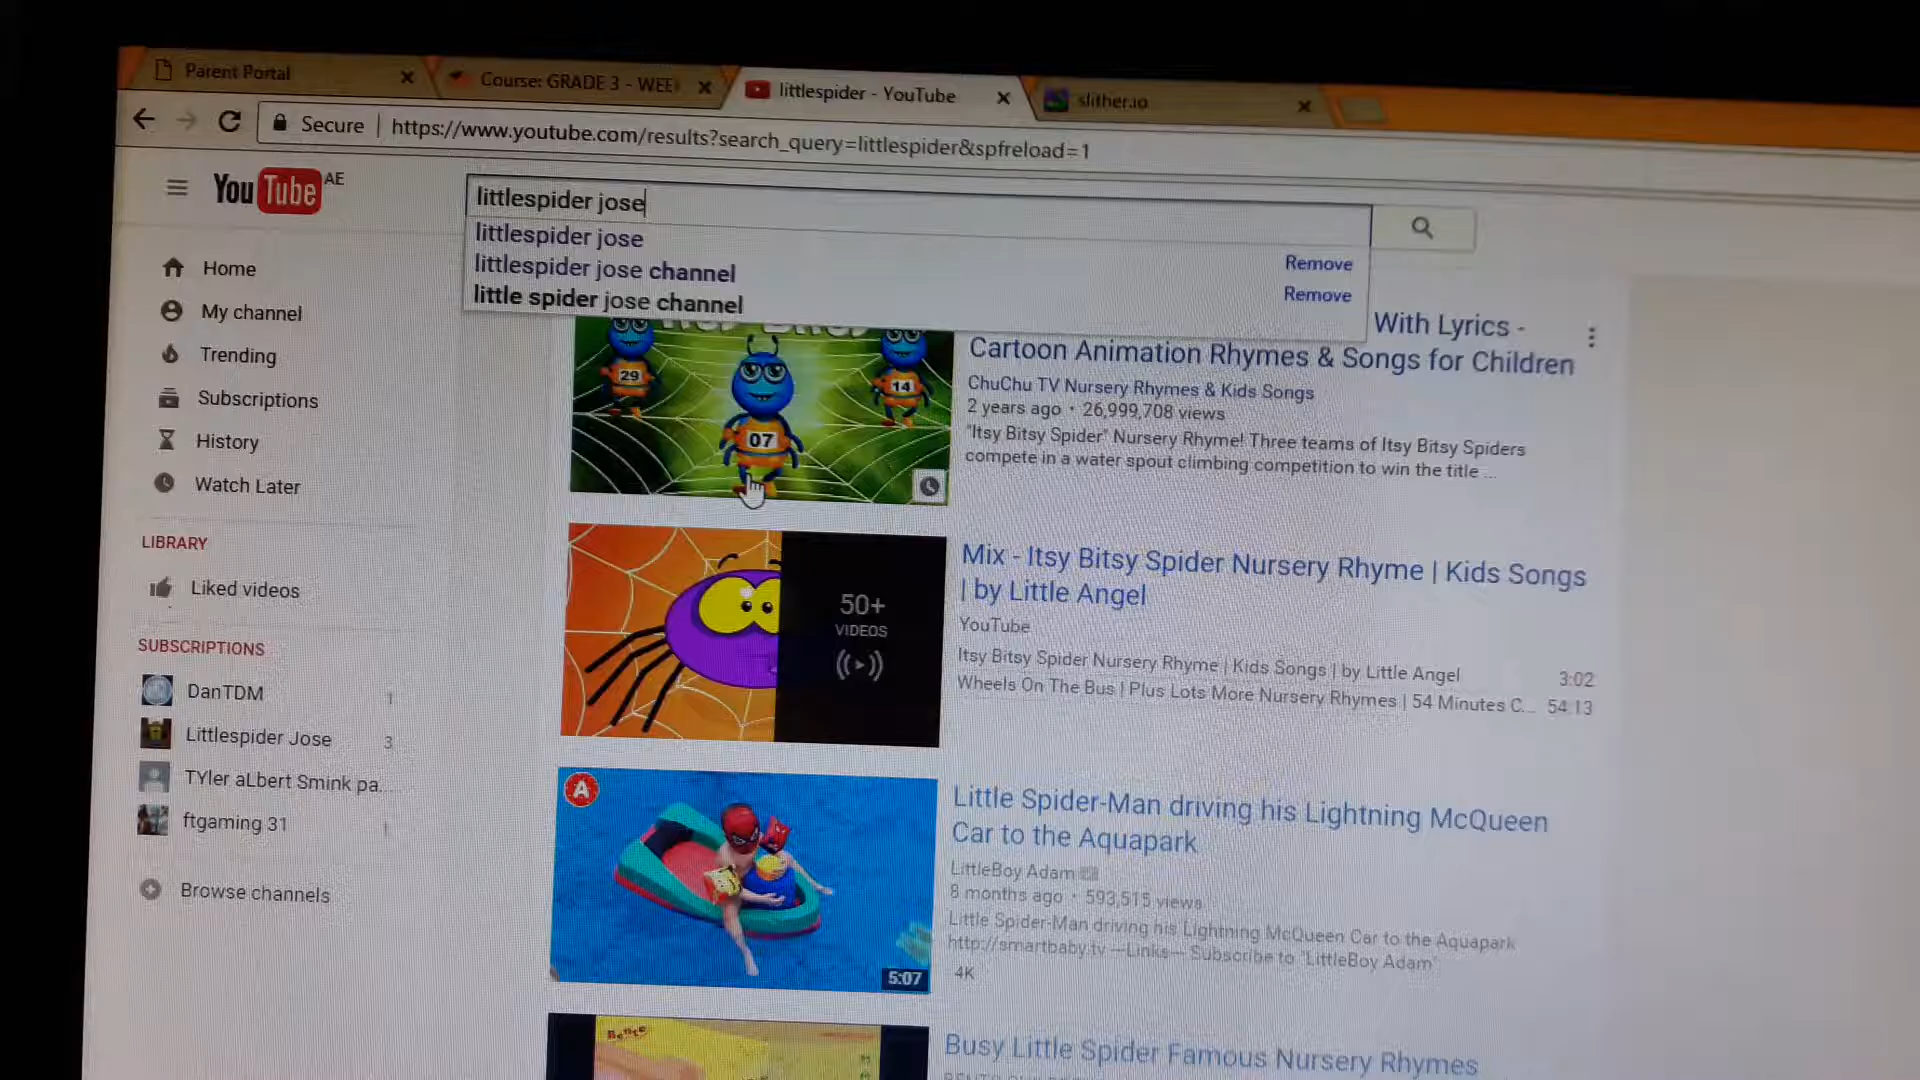 Parent Portal
Course: GRADE 3 - WEE
littlespider - YouTube
slither.io
Secure
https://www.youtube.com/results?search_query=littlespider&spfreload=1
YouTube AE
littlespider jose
littlespider jose
littlespider jose channel
Remove
little spider jose channel
Remove
Home
My channel
Trending
Subscriptions
History
Watch Later
LIBRARY
Liked videos
SUBSCRIPTIONS
DanTDM 1
Littlespider Jose 3
TYler aLbert Smink pa...
ftgaming 31 1
Browse channels
29
14
07
With Lyrics -
Cartoon Animation Rhymes & Songs for Children
ChuChu TV Nursery Rhymes & Kids Songs
2 years ago · 26,999,708 views
"Itsy Bitsy Spider" Nursery Rhyme! Three teams of Itsy Bitsy Spiders
compete in a water spout climbing competition to win the title ...
50+
VIDEOS
Mix - Itsy Bitsy Spider Nursery Rhyme | Kids Songs
| by Little Angel
YouTube
Itsy Bitsy Spider Nursery Rhyme | Kids Songs | by Little Angel 3:02
Wheels On The Bus | Plus Lots More Nursery Rhymes | 54 Minutes C... 54:13
A
5:07
Little Spider-Man driving his Lightning McQueen
Car to the Aquapark
LittleBoy Adam
8 months ago · 593,515 views
Little Spider-Man driving his Lightning McQueen Car to the Aquapark
http://smartbaby.tv —Links— Subscribe to "LittleBoy Adam"
4K
Busy Little Spider Famous Nursery Rhymes